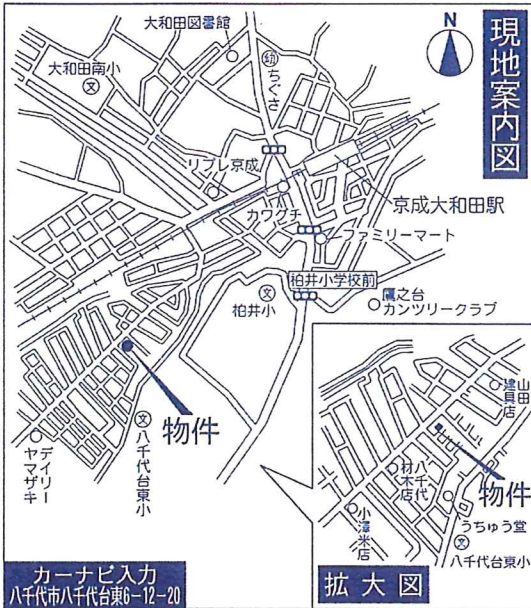 現地案内図
N
大和田図書館
大和田南小
文
幼
ちぐさ
リブレ京成
カワグチ
京成大和田駅
ファミリーマート
柏井小学校前
文
柏井小
鷹之台
カンツリークラブ
物件
文
八千代台東小
デイリー
ヤマザキ
カーナビ入力
八千代市八千代台東6-12-20
山田
建具店
八千代
材木店
物件
うちゅう堂
小澤米店
文
八千代台東小
拡大図